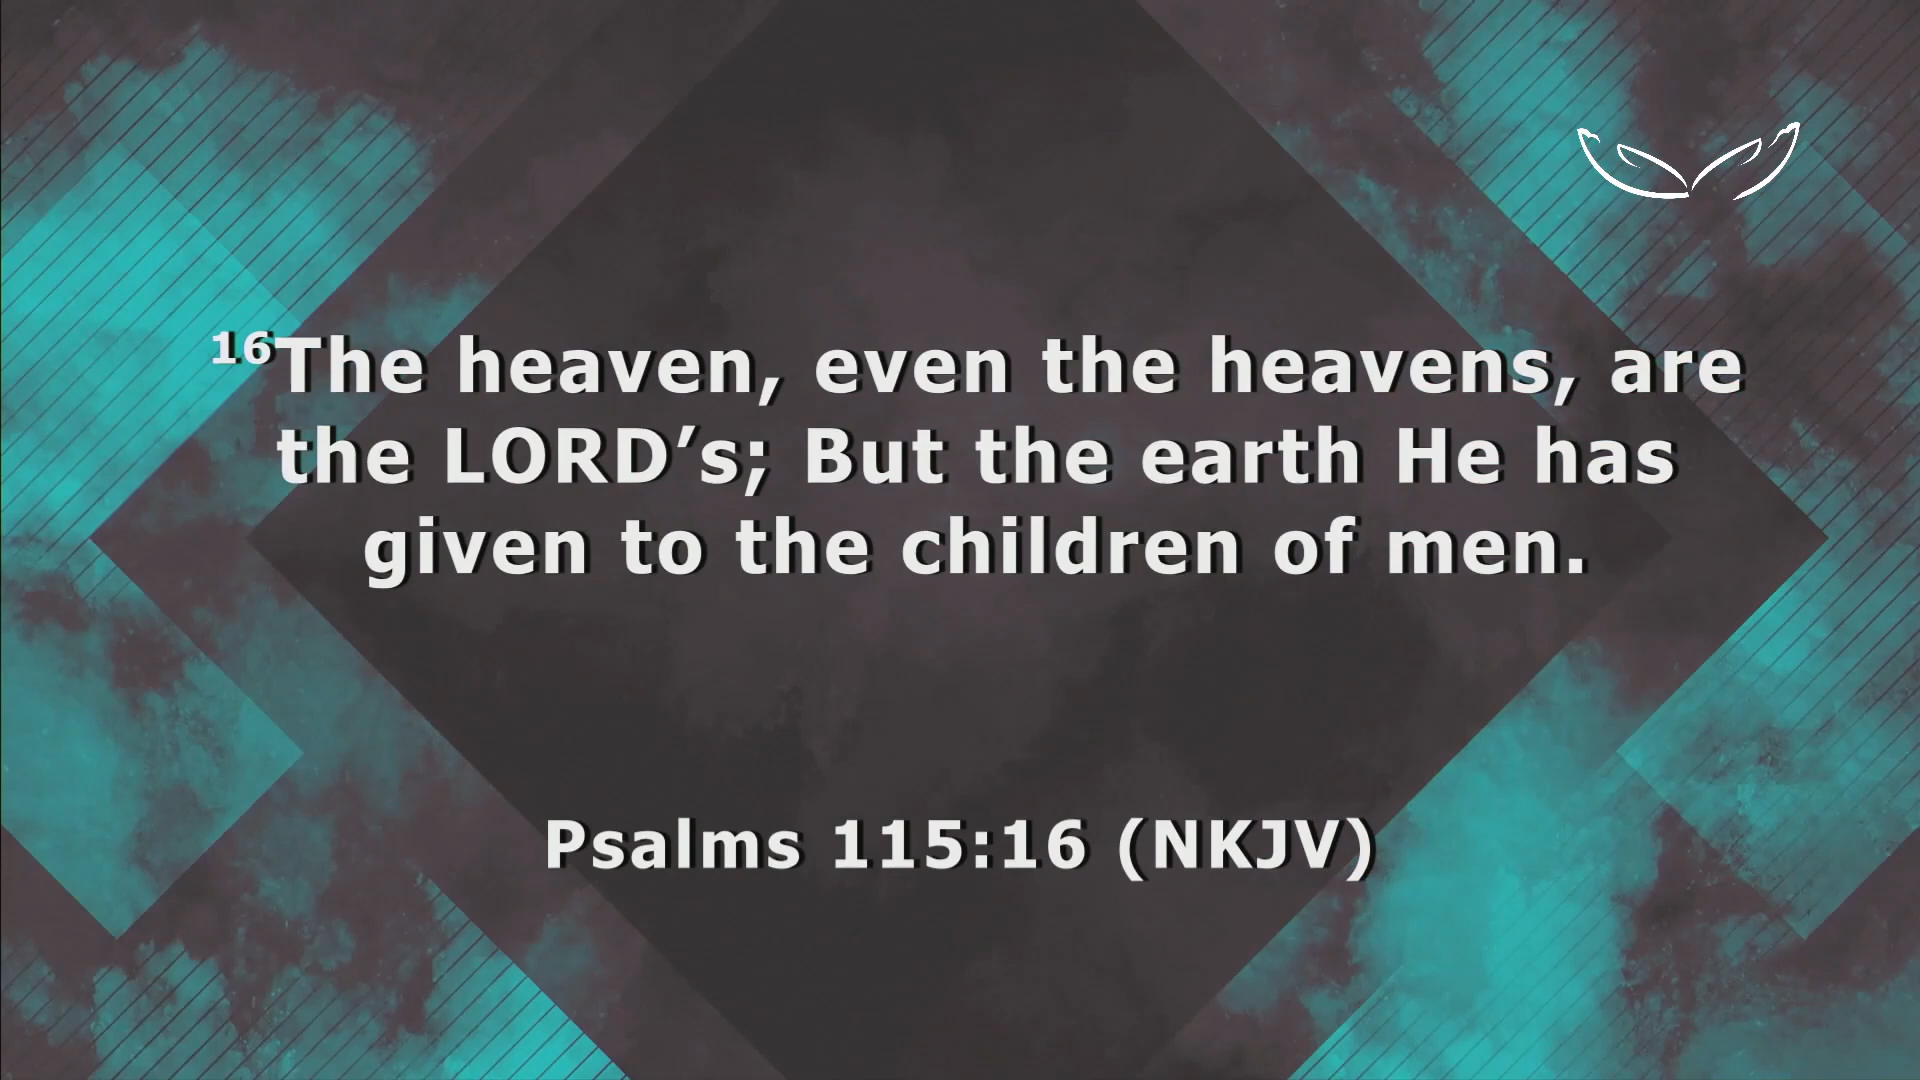 16The heaven, even the heavens, are
the LORD’s; But the earth He has
given to the children of men.
Psalms 115:16 (NKJV)